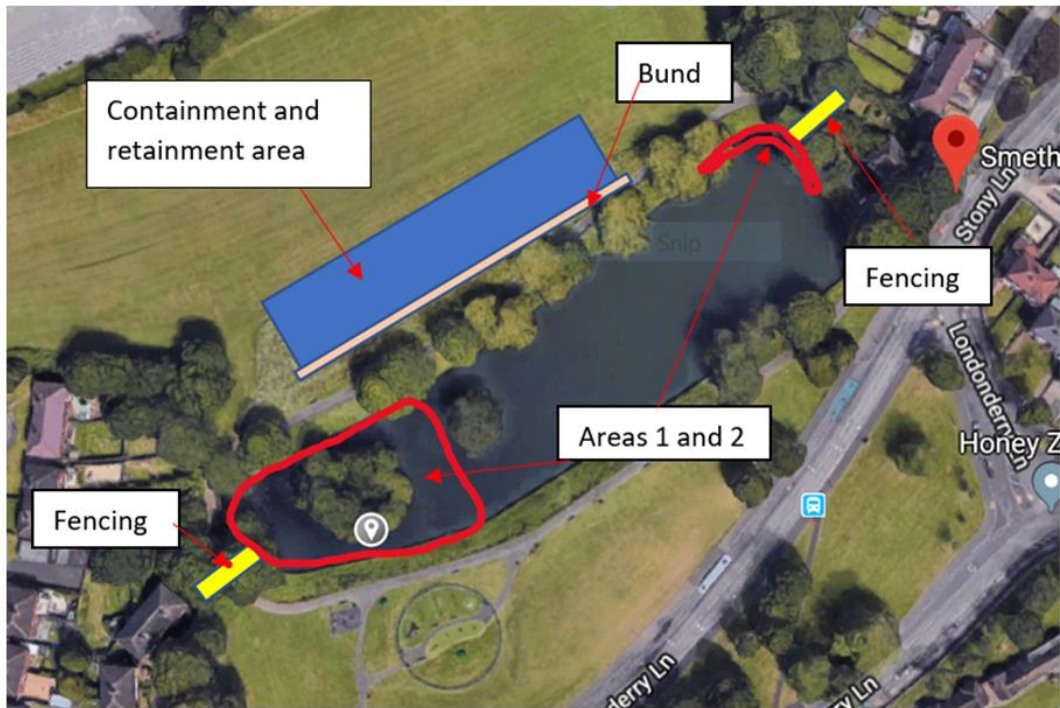 Bund
Containment and
retainment area
Smeth
Stony Ln
Snip
Fencing
Londonderry Ln
Areas 1 and 2
Honey Z
Fencing
derry Ln
ry Ln